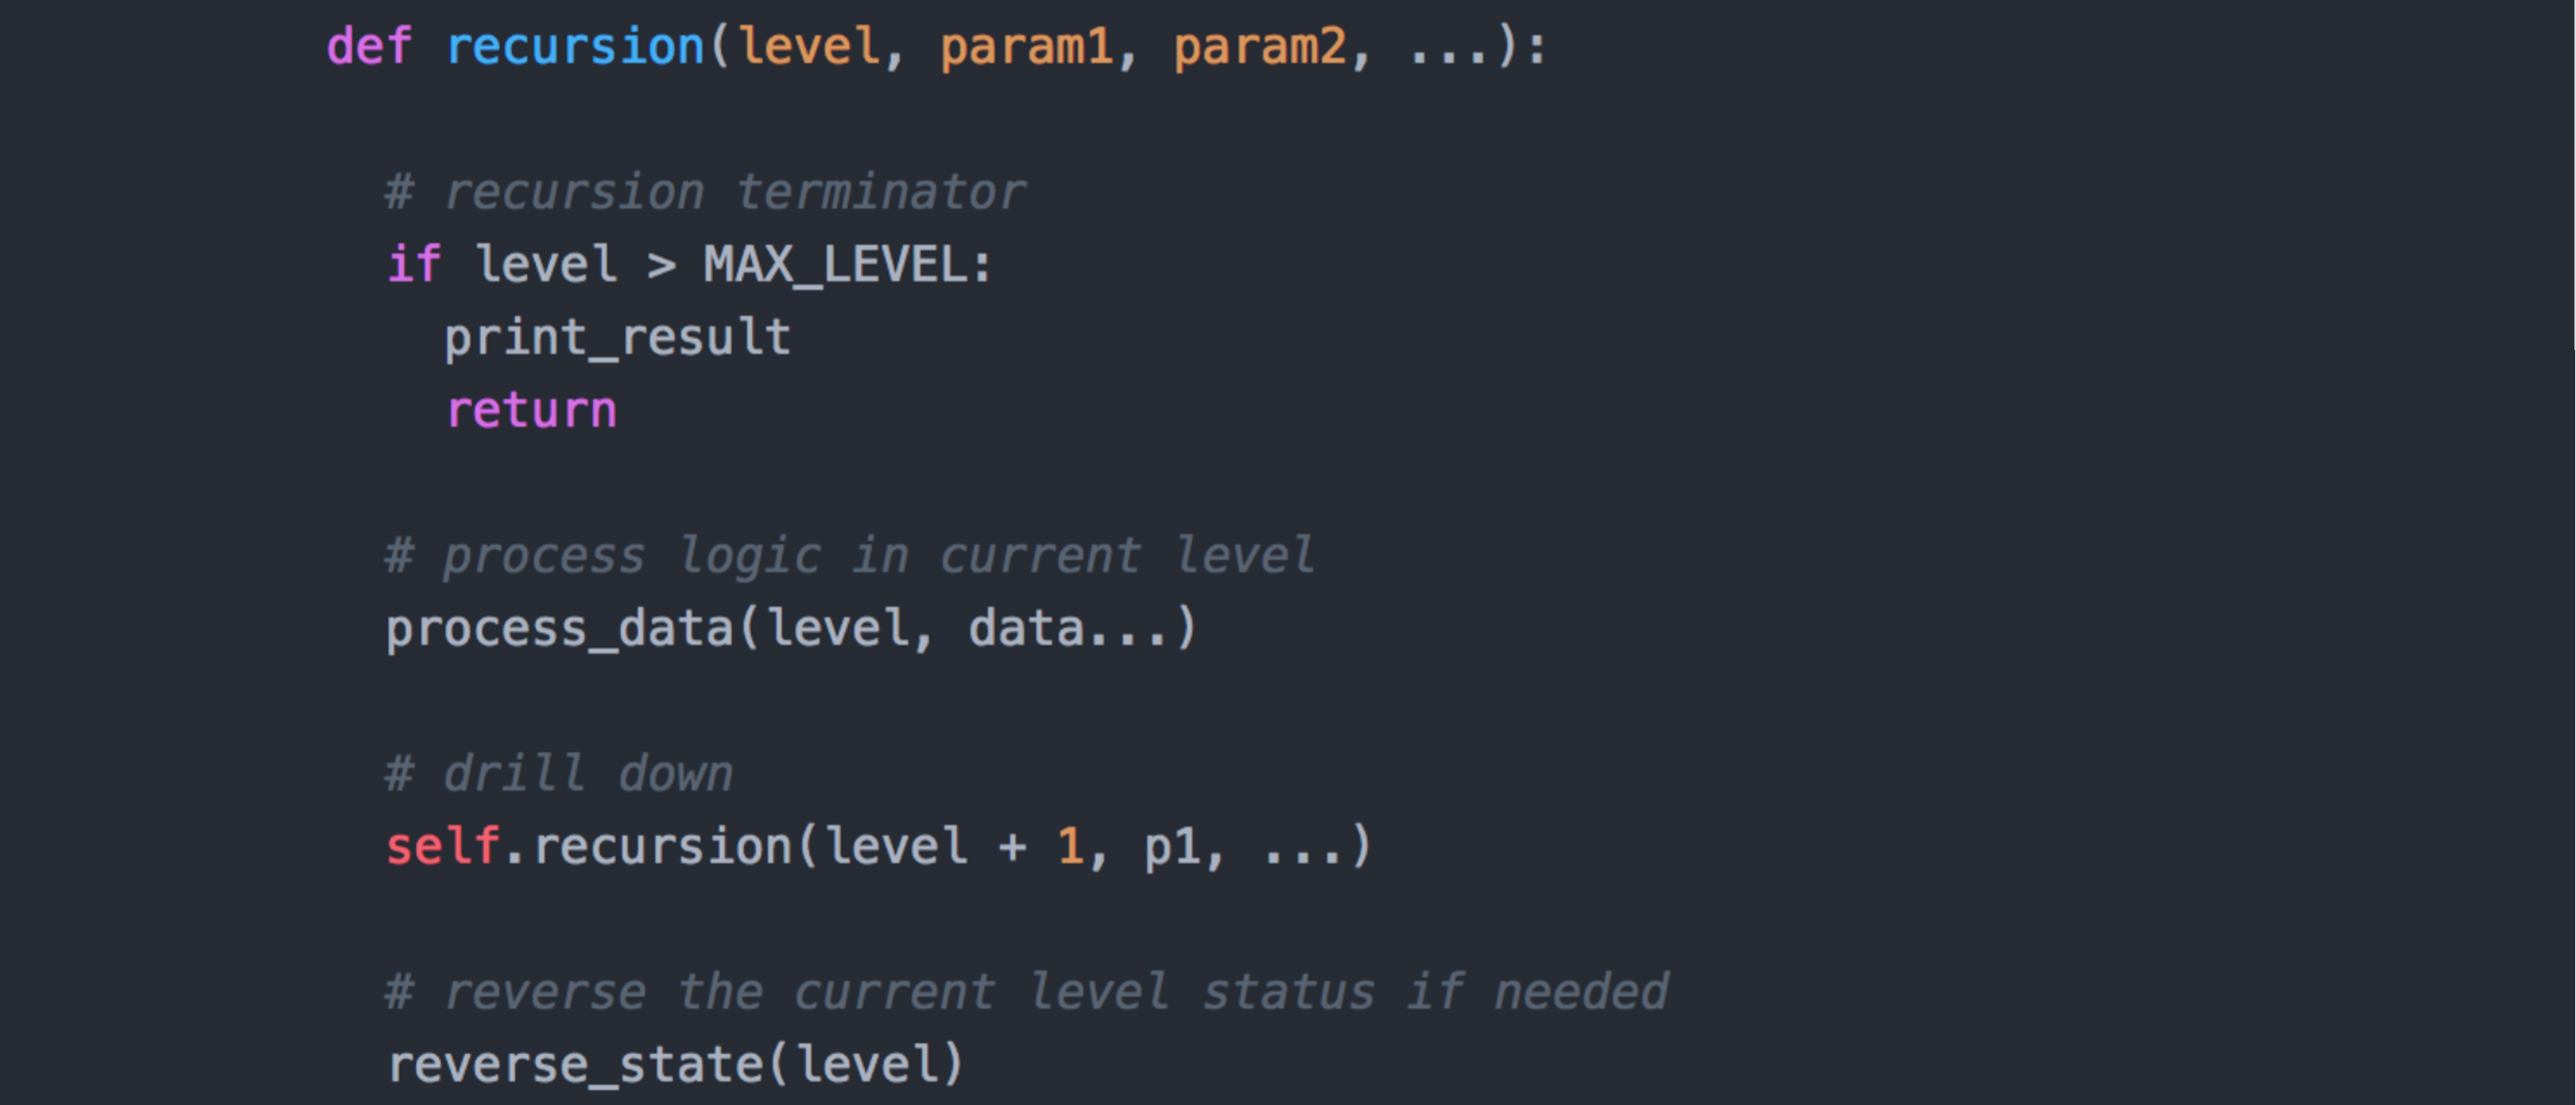 def recursion(level, param1, param2, ...):
# recursion terminator
if level > MAX_LEVEL:
print_result
return
# process logic in current level
process_data(level, data...)
# drill down
self.recursion(level + 1, p1, ...)
# reverse the current level status if needed
reverse_state(level)